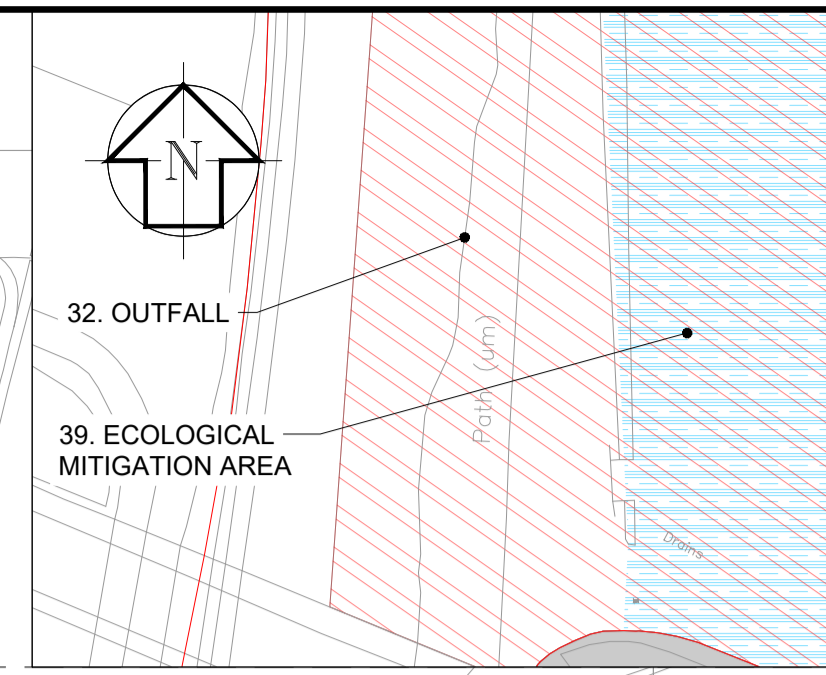 N
32. OUTFALL
Path (um)
39. ECOLOGICAL
MITIGATION AREA
Drains